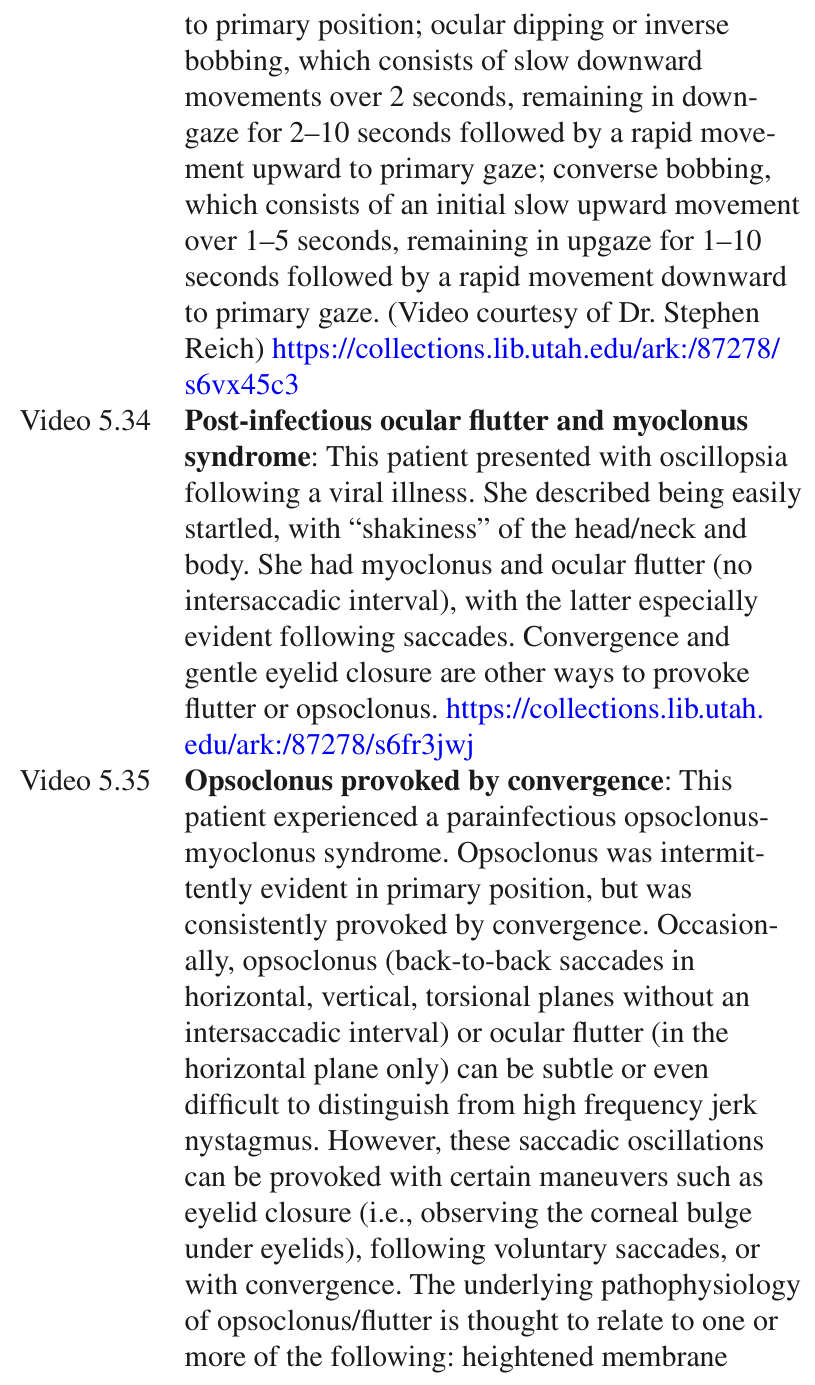 to primary position; ocular dipping or inverse
bobbing, which consists of slow downward
movements over 2 seconds, remaining in down-
gaze for 2–10 seconds followed by a rapid move-
ment upward to primary gaze; converse bobbing,
which consists of an initial slow upward movement
over 1–5 seconds, remaining in upgaze for 1–10
seconds followed by a rapid movement downward
to primary gaze. (Video courtesy of Dr. Stephen
Reich) https://collections.lib.utah.edu/ark:/87278/
s6vx45c3
Video 5.34 Post-infectious ocular flutter and myoclonus
syndrome: This patient presented with oscillopsia
following a viral illness. She described being easily
startled, with “shakiness” of the head/neck and
body. She had myoclonus and ocular flutter (no
intersaccadic interval), with the latter especially
evident following saccades. Convergence and
gentle eyelid closure are other ways to provoke
flutter or opsoclonus. https://collections.lib.utah.
edu/ark:/87278/s6fr3jwj
Video 5.35 Opsoclonus provoked by convergence: This
patient experienced a parainfectious opsoclonus-
myoclonus syndrome. Opsoclonus was intermit-
tently evident in primary position, but was
consistently provoked by convergence. Occasion-
ally, opsoclonus (back-to-back saccades in
horizontal, vertical, torsional planes without an
intersaccadic interval) or ocular flutter (in the
horizontal plane only) can be subtle or even
difficult to distinguish from high frequency jerk
nystagmus. However, these saccadic oscillations
can be provoked with certain maneuvers such as
eyelid closure (i.e., observing the corneal bulge
under eyelids), following voluntary saccades, or
with convergence. The underlying pathophysiology
of opsoclonus/flutter is thought to relate to one or
more of the following: heightened membrane